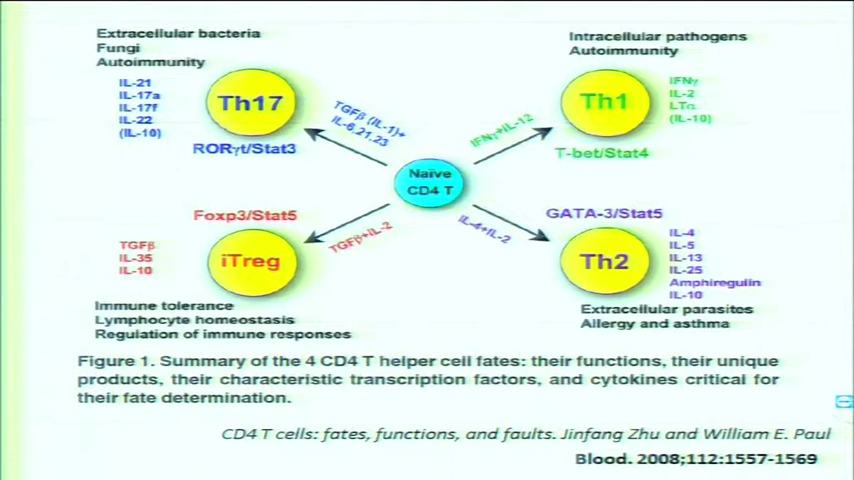 Extracellular bacteria
Fungi
Autoimmunity
IL-21
IL-17a
IL-17f
IL-22
(IL-10)
Th17
RORγt/Stat3
TGFβ (IL-1)+
IL-6,21,23
Intracellular pathogens
Autoimmunity
Th1
IFNγ
IL-2
LTα
(IL-10)
IFNγ+IL-12
T-bet/Stat4
Naïve
CD4 T
Foxp3/Stat5
TGFβ
IL-35
IL-10
iTreg
TGFβ+IL-2
Immune tolerance
Lymphocyte homeostasis
Regulation of immune responses
IL-4+IL-2
GATA-3/Stat5
Th2
IL-4
IL-5
IL-13
IL-25
Amphiregulin
IL-10
Extracellular parasites
Allergy and asthma
Figure 1. Summary of the 4 CD4 T helper cell fates: their functions, their unique
products, their characteristic transcription factors, and cytokines critical for
their fate determination.
CD4 T cells: fates, functions, and faults. Jinfang Zhu and William E. Paul
Blood. 2008;112:1557-1569